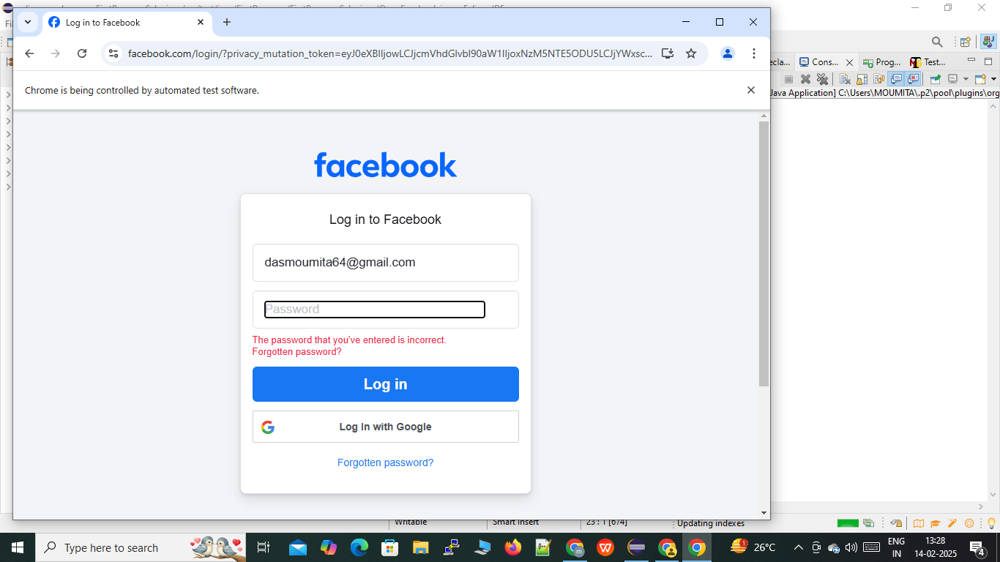 Log in to Facebook
facebook.com/login/?privacy_mutation_token=eyJ0eXBlIjowLCJjcmVhdGlvbl90aW1lIjoxNzM5NTE5ODU5LCJjYWxsc...
Chrome is being controlled by automated test software.
Cons...
Prog...
Test...
Java Application] C:\Users\MOUMITA\.p2\pool\plugins\org
facebook
Log in to Facebook
dasmoumita64@gmail.com
Password
The password that you've entered is incorrect.
Forgotten password?
Log in
Log In with Google
Forgotten password?
Writable
Smart Insert
23 : 1 [674]
Updating indexes
Type here to search
1
26°C
ENG
IN
13:28
14-02-2025
4